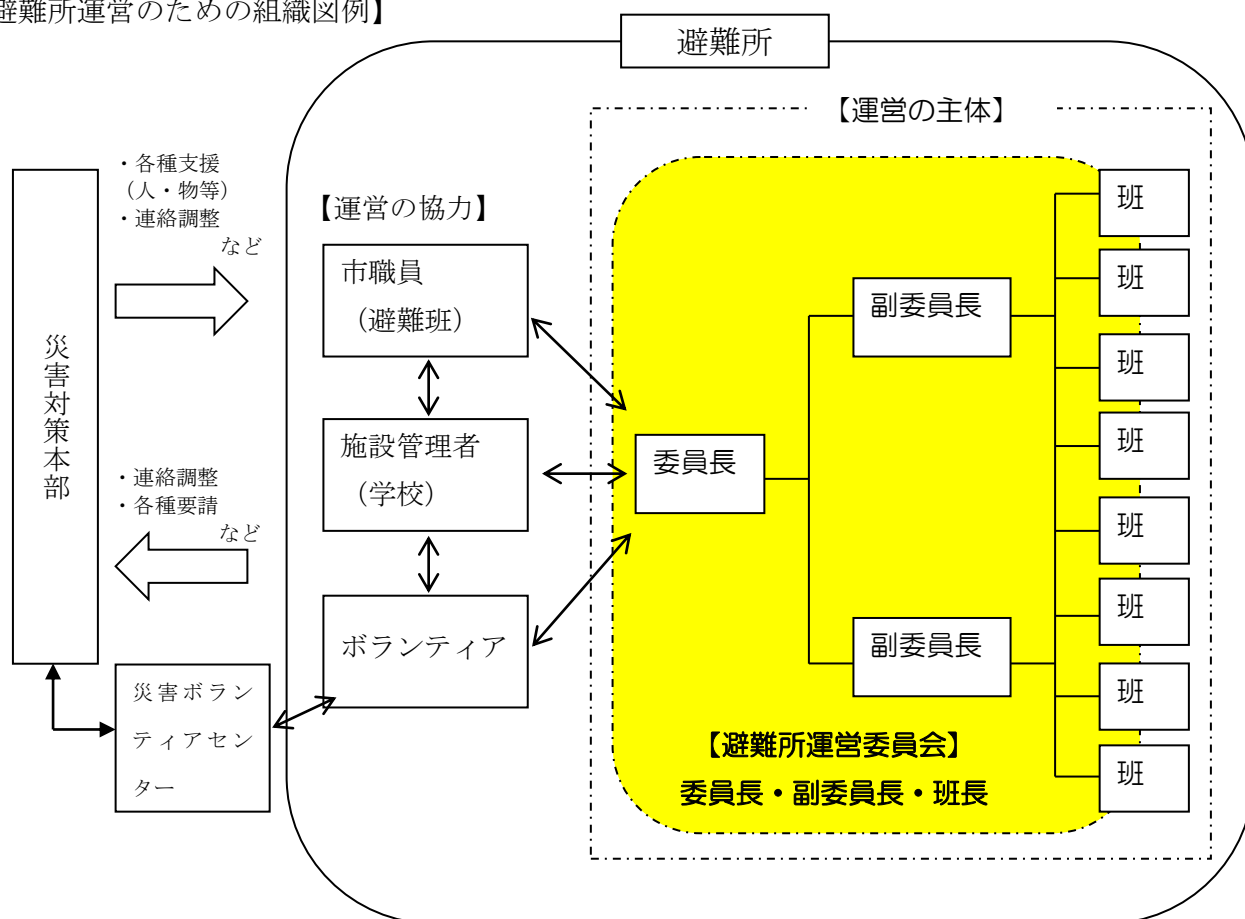 避難所運営のための組織図例】
避難所
【運営の主体】
・各種支援
（人・物等）
・連絡調整
など
【運営の協力】
市職員
（避難班）
施設管理者
（学校）
ボランティア
災害対策本部
・連絡調整
・各種要請
など
災害ボラン
ティアセン
ター
委員長
副委員長
副委員長
班
班
班
班
班
班
班
班
【避難所運営委員会】
委員長・副委員長・班長